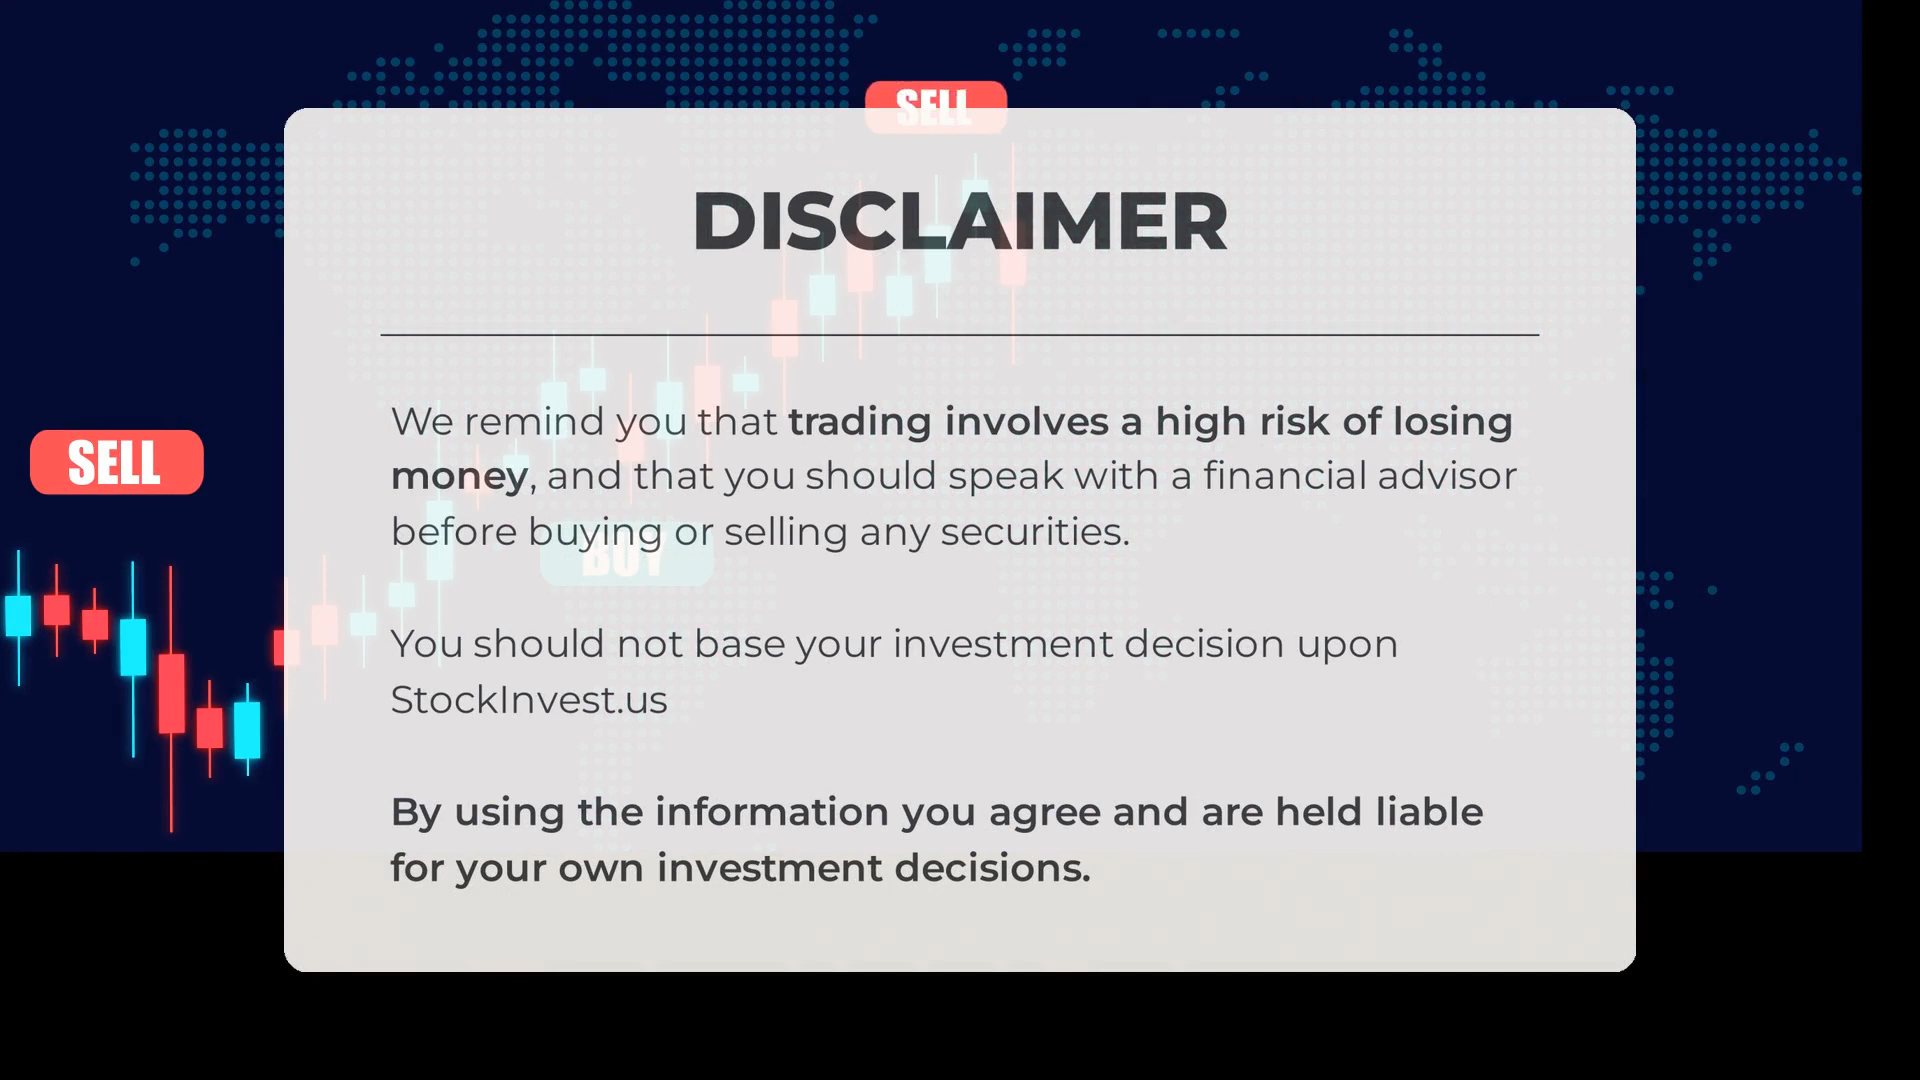 SELL
DISCLAIMER
We remind you that trading involves a high risk of losing
money, and that you should speak with a financial advisor
before buying or selling any securities.
SELL
BUY
You should not base your investment decision upon
StockInvest.us
By using the information you agree and are held liable
for your own investment decisions.